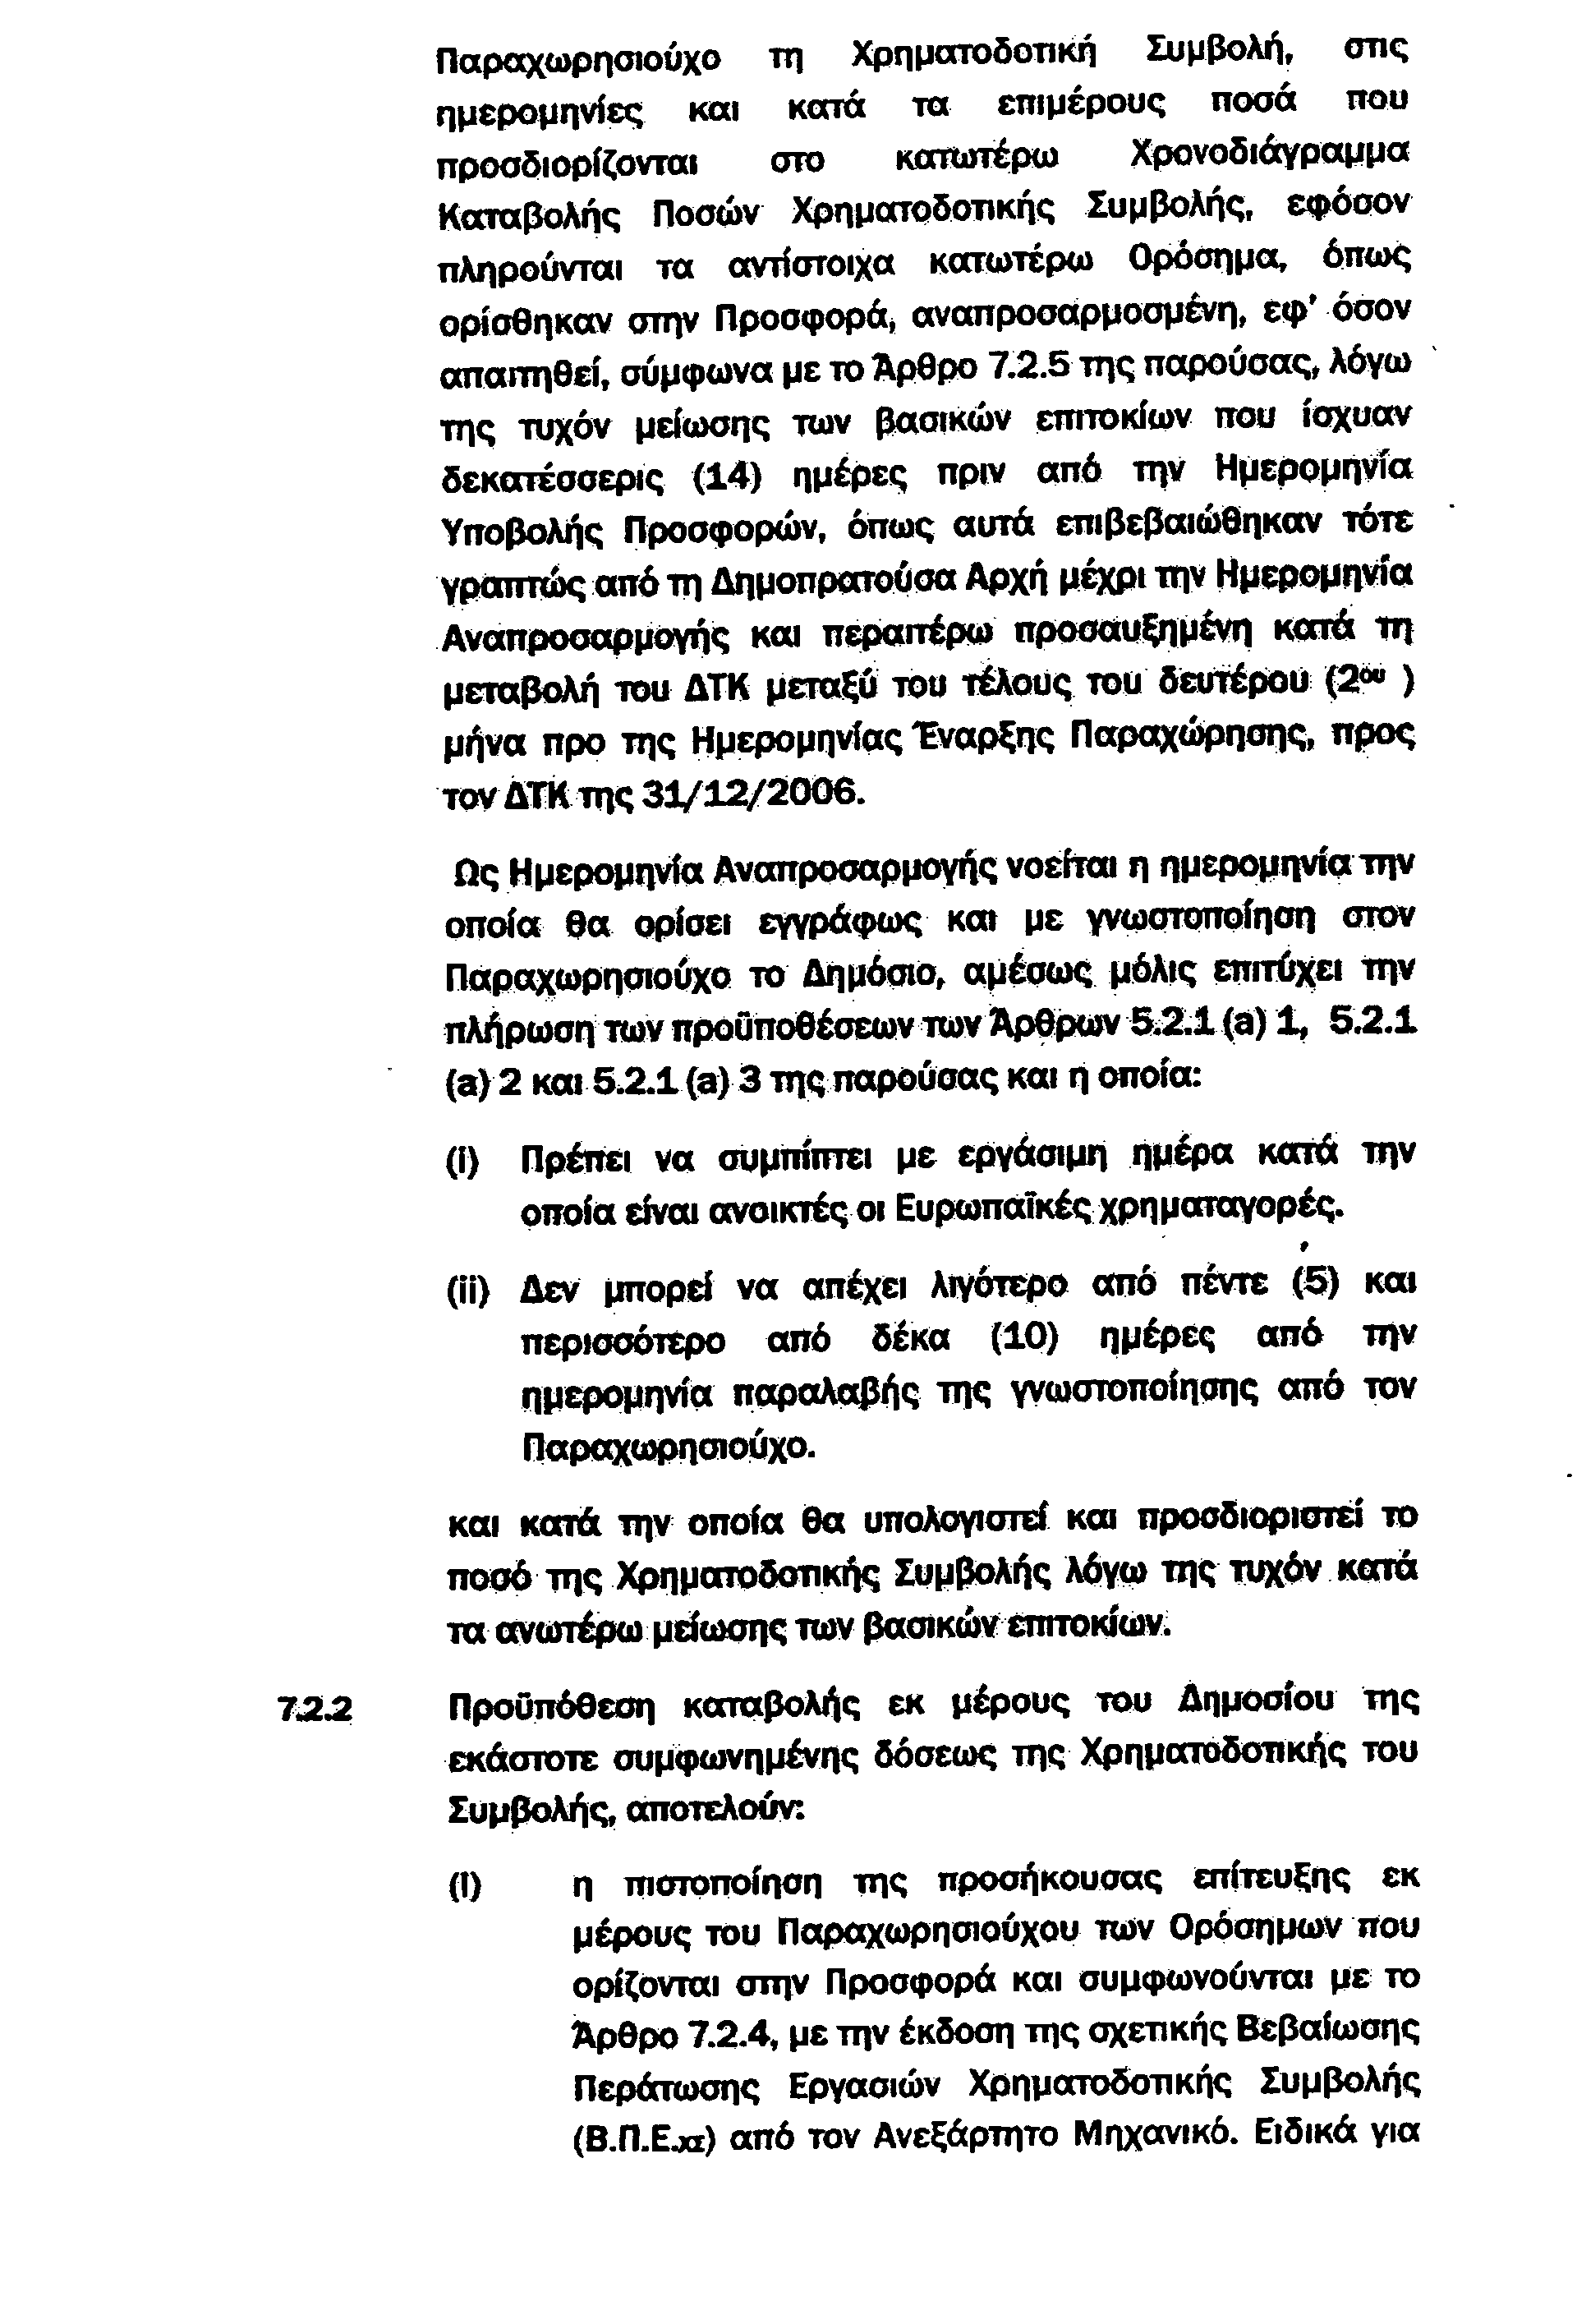 Παραχωρησιούχο τη Χρηματοδοτική Συμβολή, στις
ημερομηνίες και κατά τα επιμέρους ποσά που
προσδιορίζονται στο κατωτέρω Χρονοδιάγραμμα
Καταβολής Ποσών Χρηματοδοτικής Συμβολής, εφόσον
πληρούνται τα αντίστοιχα κατωτέρω Ορόσημα, όπως
ορίσθηκαν στην Προσφορά, αναπροσαρμοσμένη, εφ' όσον
απαιτηθεί, σύμφωνα με το Άρθρο 7.2.5 της παρούσας, λόγω
της τυχόν μείωσης των βασικών επιτοκίων που ίσχυαν
δεκατέσσερις (14) ημέρες πριν από την Ημερομηνία
Υποβολής Προσφορών, όπως αυτά επιβεβαιώθηκαν τότε
γραπτώς από τη Δημοπρατούσα Αρχή μέχρι την Ημερομηνία
Αναπροσαρμογής και περαιτέρω προσαυξημένη κατά τη
μεταβολή του ΔΤΚ μεταξύ του τέλους του δευτέρου (2ου )
μήνα προ της Ημερομηνίας Έναρξης Παραχώρησης, προς
τον ΔΤΚ της 31/12/2006.
Ως Ημερομηνία Αναπροσαρμογής νοείται η ημερομηνία την
οποία θα ορίσει εγγράφως και με γνωστοποίηση στον
Παραχωρησιούχο το Δημόσιο, αμέσως μόλις επιτύχει την
πλήρωση των προϋποθέσεων των Άρθρων 5.2.1 (a) 1, 5.2.1
(a) 2 και 5.2.1 (a) 3 της παρούσας και η οποία:
(i) Πρέπει να συμπίπτει με εργάσιμη ημέρα κατά την
οποία είναι ανοικτές οι Ευρωπαϊκές χρηματαγορές.
(ii) Δεν μπορεί να απέχει λιγότερο από πέντε (5) και
περισσότερο από δέκα (10) ημέρες από την
ημερομηνία παραλαβής της γνωστοποίησης από τον
Παραχωρησιούχο.
και κατά την οποία θα υπολογιστεί και προσδιοριστεί το
ποσό της Χρηματοδοτικής Συμβολής λόγω της τυχόν κατά
τα ανωτέρω μείωσης των βασικών επιτοκίων.
7.2.2 Προϋπόθεση καταβολής εκ μέρους του Δημοσίου της
εκάστοτε συμφωνημένης δόσεως της Χρηματοδοτικής του
Συμβολής, αποτελούν:
(I) η πιστοποίηση της προσήκουσας επίτευξης εκ
μέρους του Παραχωρησιούχου των Ορόσημων που
ορίζονται στην Προσφορά και συμφωνούνται με το
Άρθρο 7.2.4, με την έκδοση της σχετικής Βεβαίωσης
Περάτωσης Εργασιών Χρηματοδοτικής Συμβολής
(Β.Π.Ε.χσ) από τον Ανεξάρτητο Μηχανικό. Ειδικά για